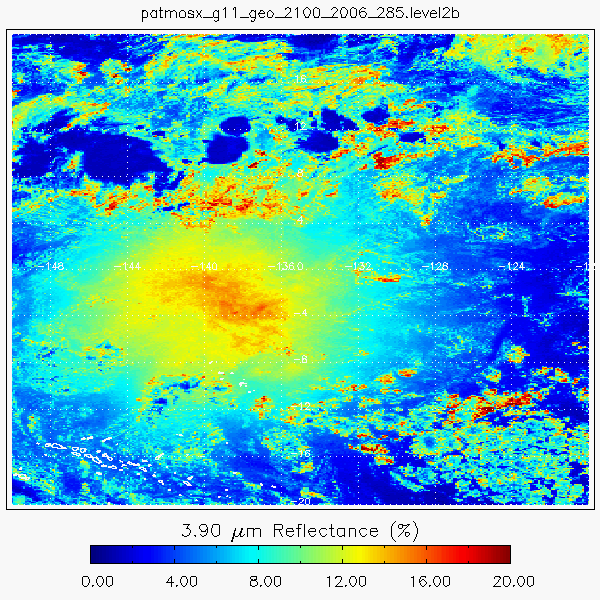 patmosx_g11_geo_2100_2006_285.level2b
-148 -144 -140 -136 0 -132 -128 -124
3.90 μm Reflectance (%)
0.00 4.00 8.00 12.00 16.00 20.00